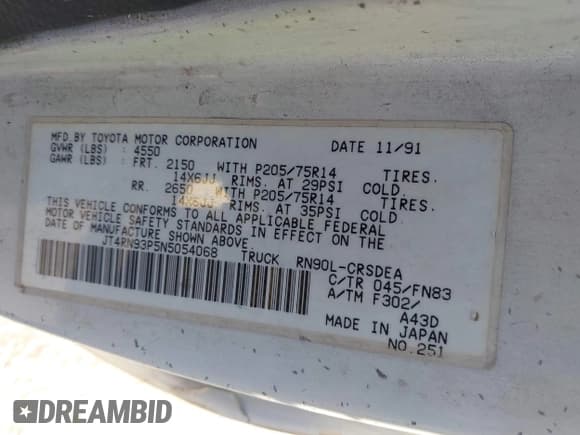 MFD BY TOYOTA MOTOR CORPORATION DATE 11/91
GVWR (LBS) : 4550
GAWR (LBS) : FRT. 2150 WITH P205/75R14 TIRES.
14X6JJ RIMS. AT 29PSI COLD.
RR. 2650 WITH P205/75R14 TIRES.
14X6JJ RIMS. AT 35PSI COLD.
THIS VEHICLE CONFORMS TO ALL APPLICABLE FEDERAL
MOTOR VEHICLE SAFETY STANDARDS IN EFFECT ON THE
DATE OF MANUFACTURE SHOWN ABOVE.
JT4RN93P5N5054068 TRUCK RN90L-CRSDEA
C/TR 045/FN83
A/TM F302/
A43D
MADE IN JAPAN
NO.251
DREAMBID